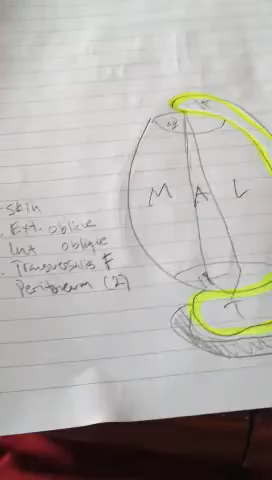 M A L
T
Skin
Ext. oblique
Int oblique
Transversalis F
Peritoneum (2)